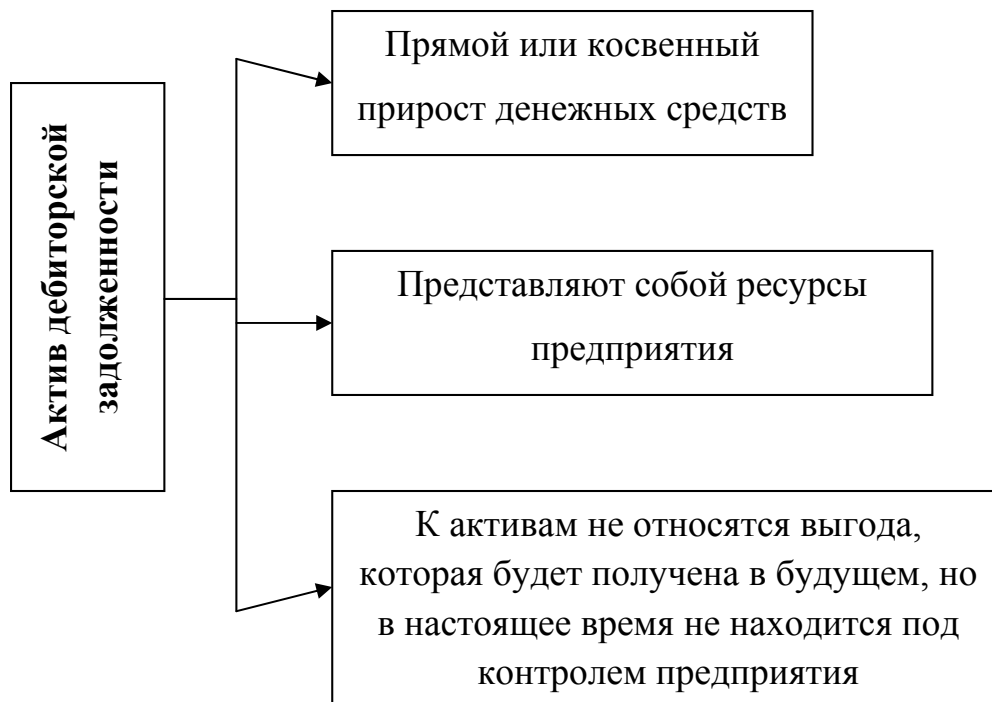 Актив дебиторской
задолженности
Прямой или косвенный
прирост денежных средств
Представляют собой ресурсы
предприятия
К активам не относятся выгода,
которая будет получена в будущем, но
в настоящее время не находится под
контролем предприятия